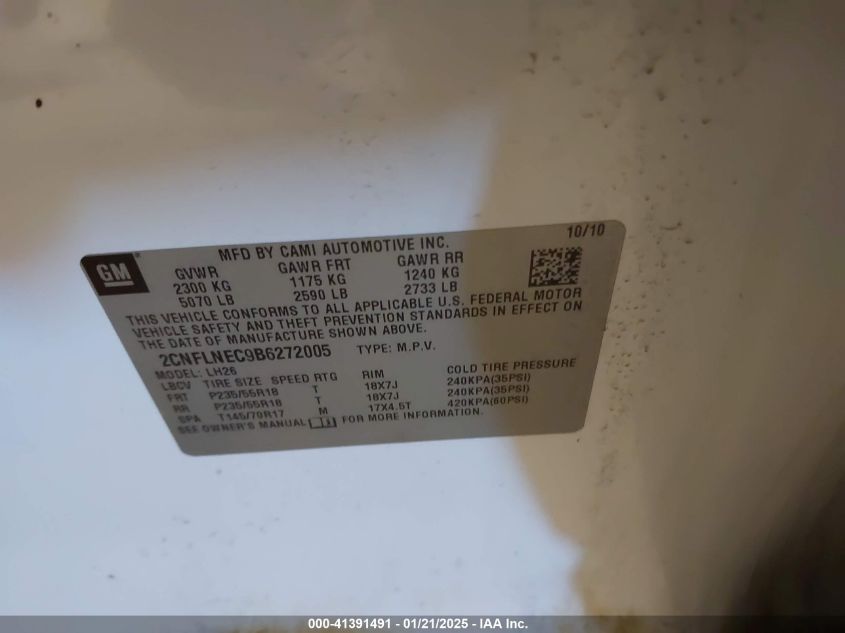 GM
MFD BY CAMI AUTOMOTIVE INC. 10/10
GVWR GAWR FRT GAWR RR
2300 KG 1175 KG 1240 KG
5070 LB 2590 LB 2733 LB
THIS VEHICLE CONFORMS TO ALL APPLICABLE U.S. FEDERAL MOTOR
VEHICLE SAFETY AND THEFT PREVENTION STANDARDS IN EFFECT ON
THE DATE OF MANUFACTURE SHOWN ABOVE.
2CNFLNEC9B6272005 TYPE: M.P.V.
MODEL: LH26
LBCV TIRE SIZE SPEED RTG RIM COLD TIRE PRESSURE
FRT P235/55R18 T 18X7J 240KPA(35PSI)
RR P235/55R18 T 18X7J 240KPA(35PSI)
SPA T145/70R17 M 17X4.5T 420KPA(60PSI)
SEE OWNER'S MANUAL FOR MORE INFORMATION.
000-41391491 - 01/21/2025 - IAA Inc.